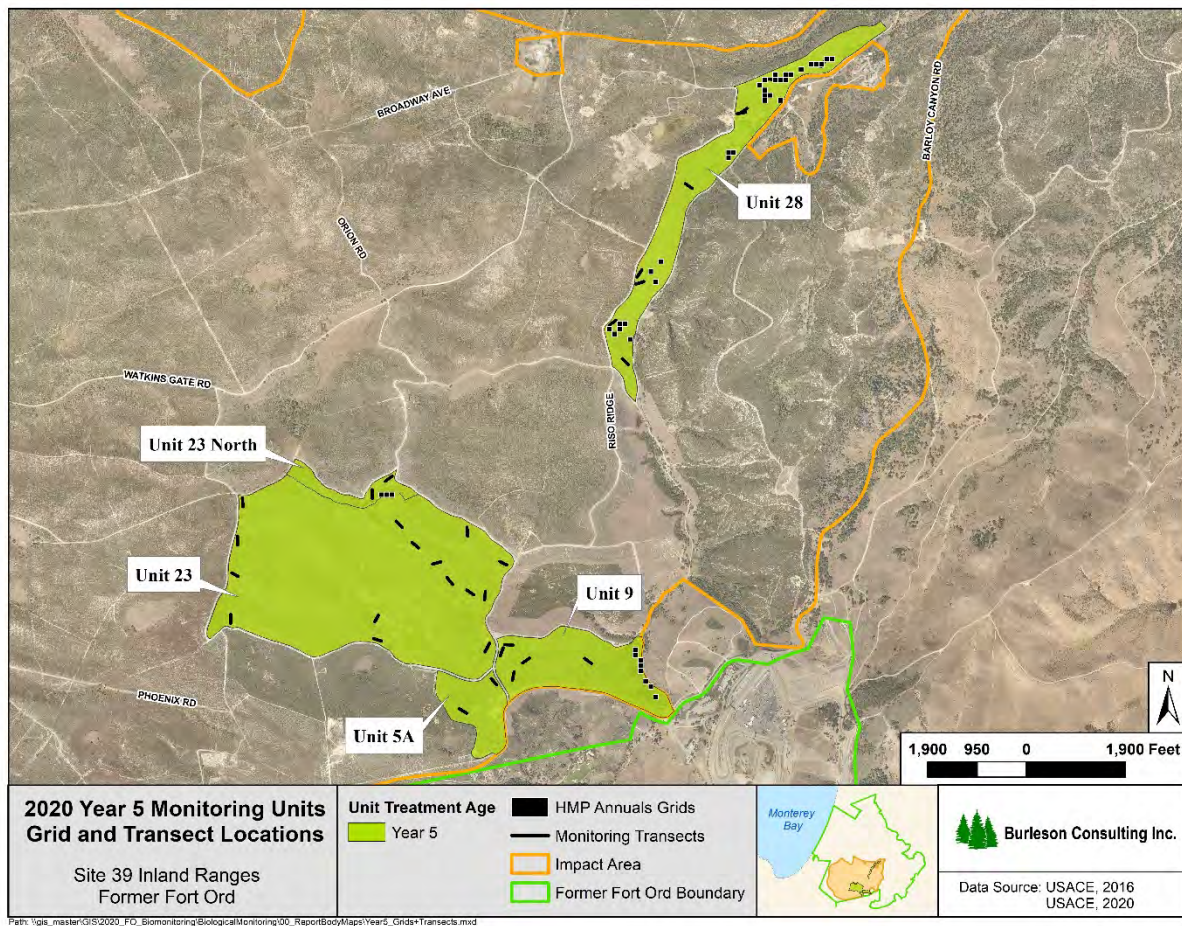 BROADWAY AVE
BARLOY CANYON RD
Unit 28
ORION RD
WATKINS GATE RD
RISO RIDGE
Unit 23 North
Unit 23
Unit 9
PHOENIX RD
Unit 5A
N
1,900 950 0 1,900 Feet
2020 Year 5 Monitoring Units
Grid and Transect Locations
Site 39 Inland Ranges
Former Fort Ord
Unit Treatment Age
Year 5
HMP Annuals Grids
Monitoring Transects
Impact Area
Former Fort Ord Boundary
Monterey
Bay
Burleson Consulting Inc.
Data Source: USACE, 2016
USACE, 2020
Path: \\gis_master\GIS\2020_FO_Biomonitoring\BiologicalMonitoring\00_ReportBodyMaps\Year5_Grids+Transects.mxd